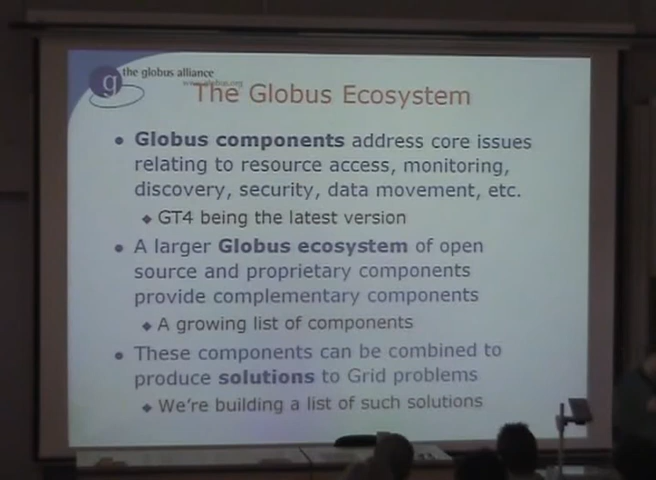 g the globus alliance
www.globus.org
The Globus Ecosystem
• Globus components address core issues
relating to resource access, monitoring,
discovery, security, data movement, etc.
◆ GT4 being the latest version
• A larger Globus ecosystem of open
source and proprietary components
provide complementary components
◆ A growing list of components
• These components can be combined to
produce solutions to Grid problems
◆ We're building a list of such solutions